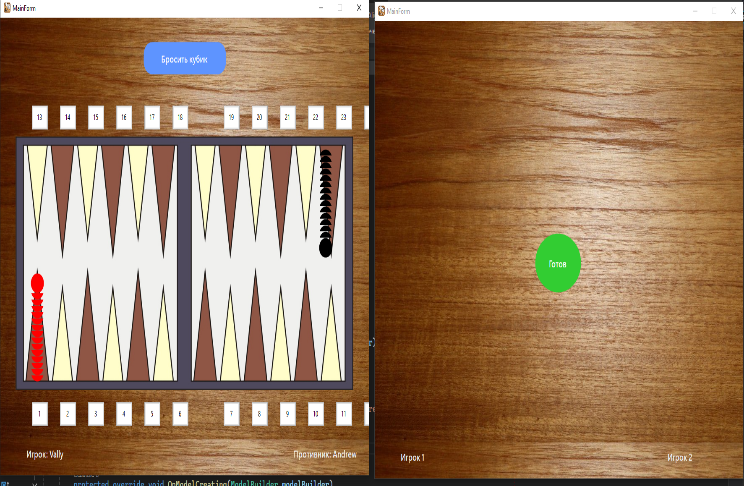 MainForm
Бросить кубик
13 14 15 16 17 18 19 20 21 22 23
1 2 3 4 5 6 7 8 9 10 11
Игрок: Vally
Противник: Andrew
MainForm
Готов
Игрок 1
Игрок 2
protected override void OnModelCreating(ModelBuilder modelBuilder)